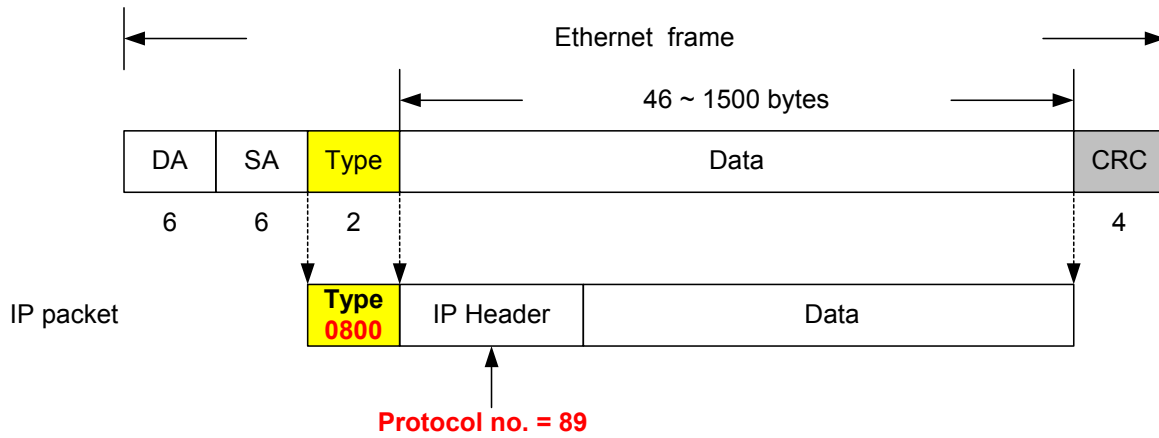 Ethernet frame
46 ~ 1500 bytes
DA SA Type Data CRC
6 6 2 4
IP packet Type 0800 IP Header Data
Protocol no. = 89